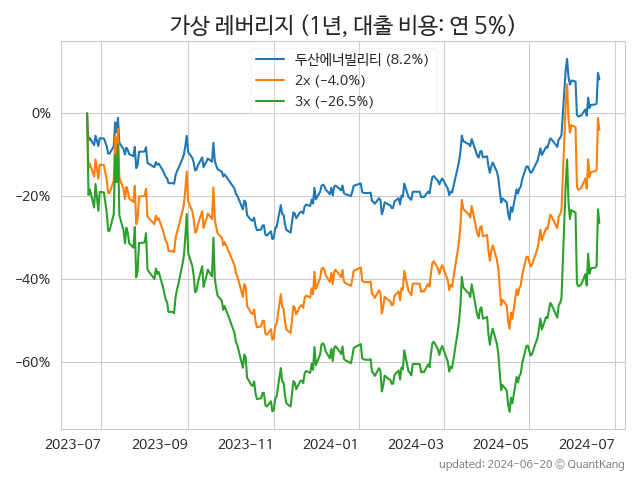 가상 레버리지 (1년, 대출 비용: 연 5%)
두산에너빌리티 (8.2%)
2x (−4.0%)
3x (−26.5%)
0%
−20%
−40%
−60%
2023-07 2023-09 2023-11 2024-01 2024-03 2024-05 2024-07
updated: 2024-06-20 © QuantKang